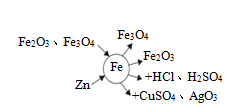 Fe₃O₄
Fe₂O₃、Fe₃O₄
Fe₂O₃
Fe
+HCl、H₂SO₄
Zn
+CuSO₄、AgO₃